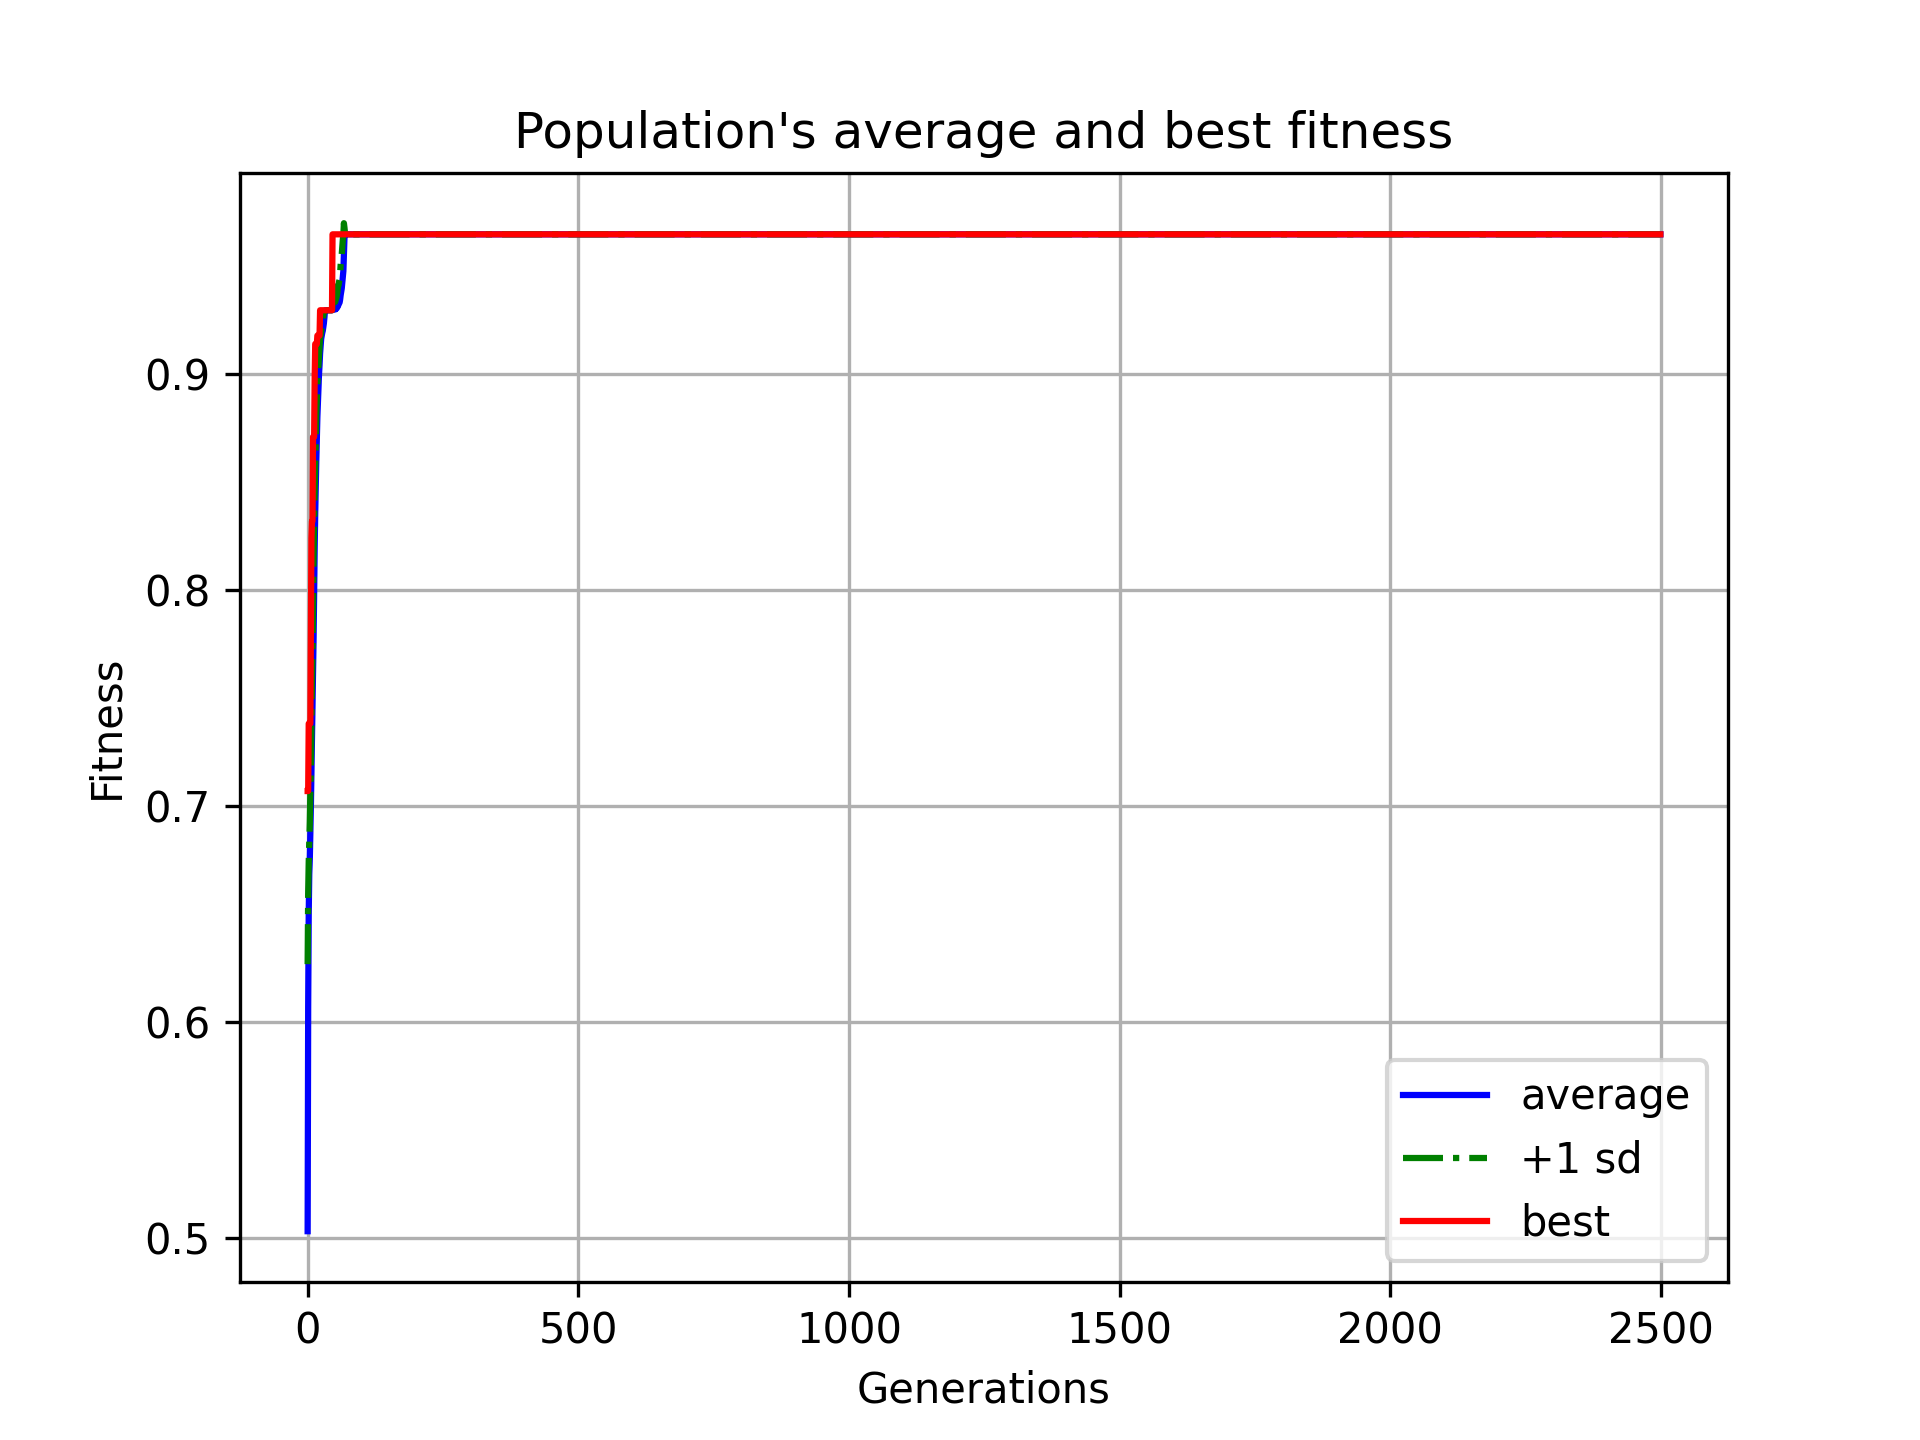 Population's average and best fitness
Fitness
0.9
0.8
0.7
0.6
0.5
average
+1 sd
best
0 500 1000 1500 2000 2500
Generations